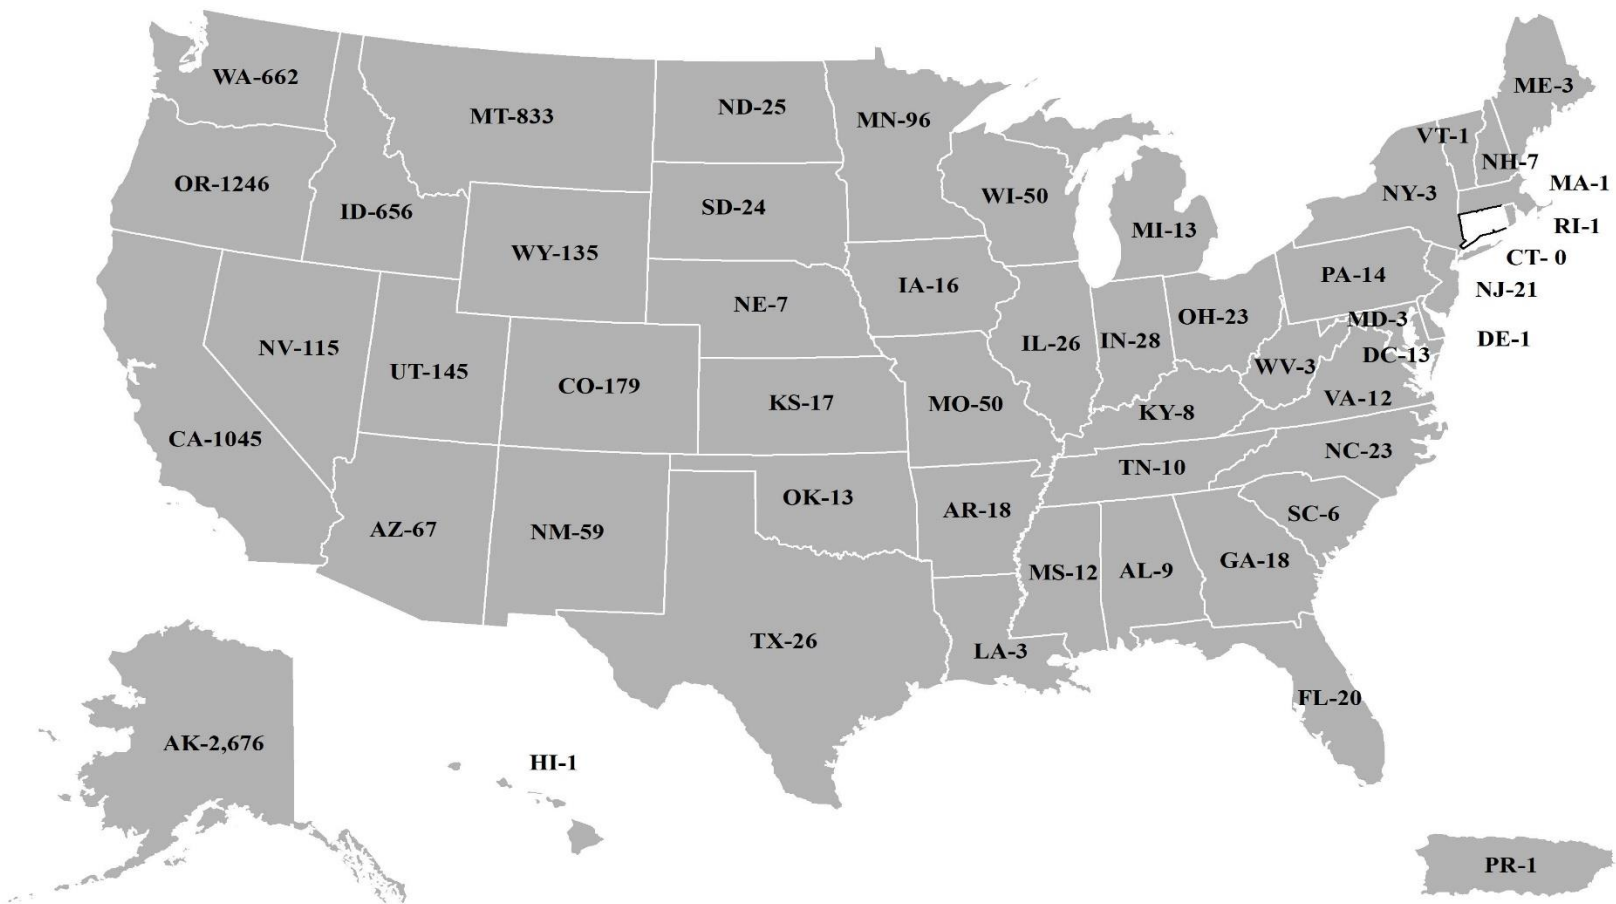 WA-662
MT-833
ND-25
MN-96
ME-3
VT-1
NH-7
OR-1246
ID-656
SD-24
WI-50
NY-3
MA-1
MI-13
RI-1
WY-135
CT- 0
PA-14
IA-16
NE-7
NJ-21
OH-23
MD-3
NV-115
IL-26
IN-28
DE-1
DC-13
UT-145
CO-179
WV-3
KS-17
MO-50
VA-12
KY-8
CA-1045
NC-23
TN-10
OK-13
AR-18
SC-6
AZ-67
NM-59
GA-18
MS-12
AL-9
TX-26
LA-3
FL-20
AK-2,676
HI-1
PR-1